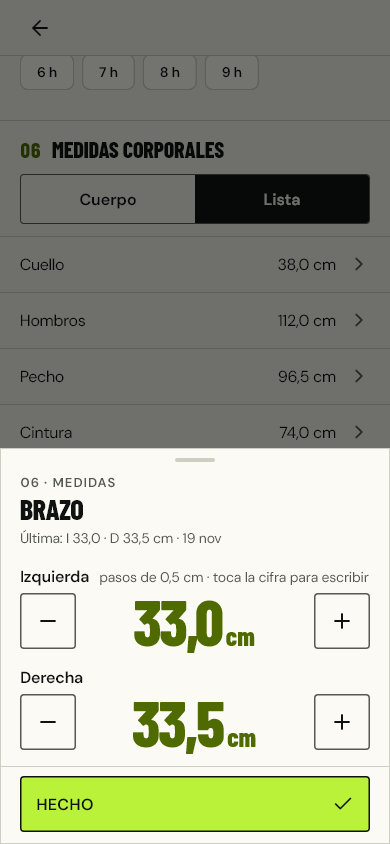 6 h 7 h 8 h 9 h
06 MEDIDAS CORPORALES
Cuerpo Lista
Cuello 38,0 cm
Hombros 112,0 cm
Pecho 96,5 cm
Cintura 74,0 cm
06 · MEDIDAS
BRAZO
Última: I 33,0 · D 33,5 cm · 19 nov
Izquierda pasos de 0,5 cm · toca la cifra para escribir
− 33,0 cm +
Derecha
− 33,5 cm +
HECHO